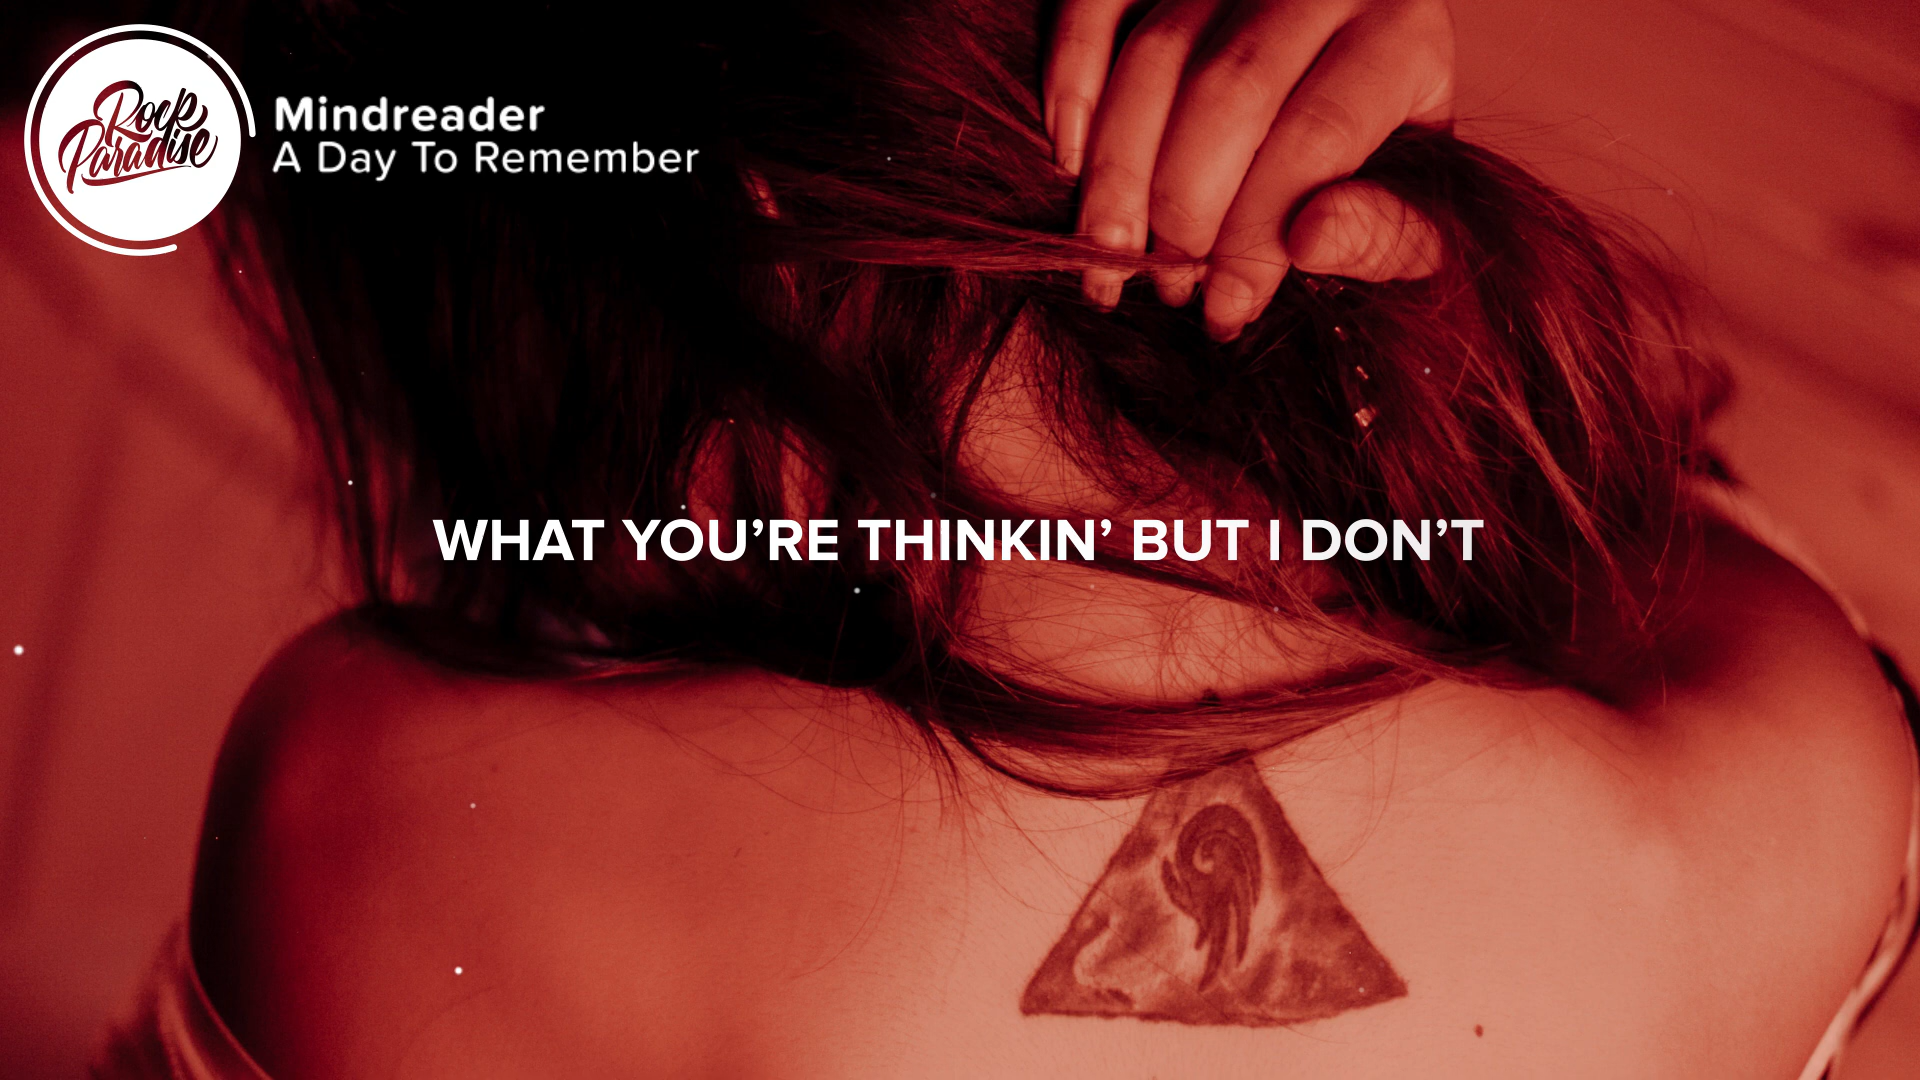 Rock
Paradise
Mindreader
A Day To Remember
WHAT YOU’RE THINKIN’ BUT I DON’T